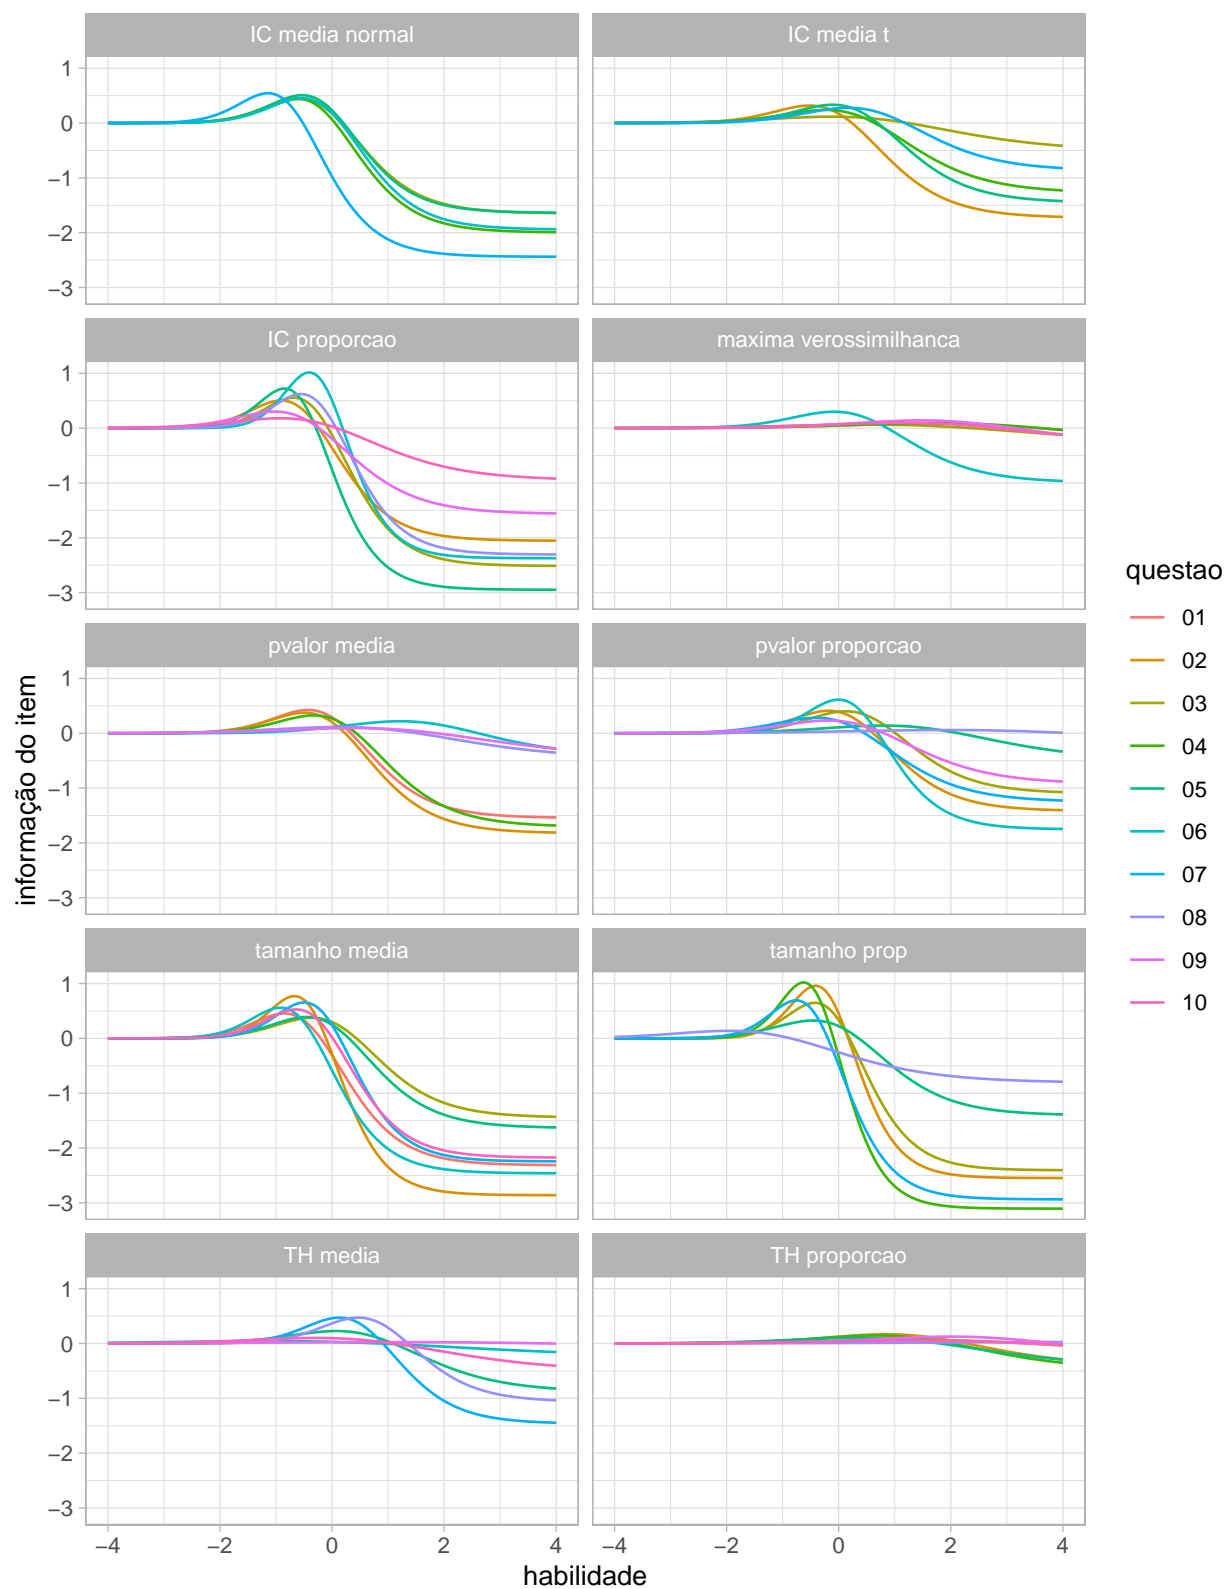 IC media normal
IC media t
1
0
−1
−2
−3
IC proporcao
maxima verossimilhanca
1
0
−1
−2
−3
pvalor media
pvalor proporcao
1
0
−1
−2
−3
tamanho media
tamanho prop
1
0
−1
−2
−3
TH media
TH proporcao
1
0
−1
−2
−3
−4 −2 0 2 4
−4 −2 0 2 4
habilidade
informação do item
questao
01
02
03
04
05
06
07
08
09
10